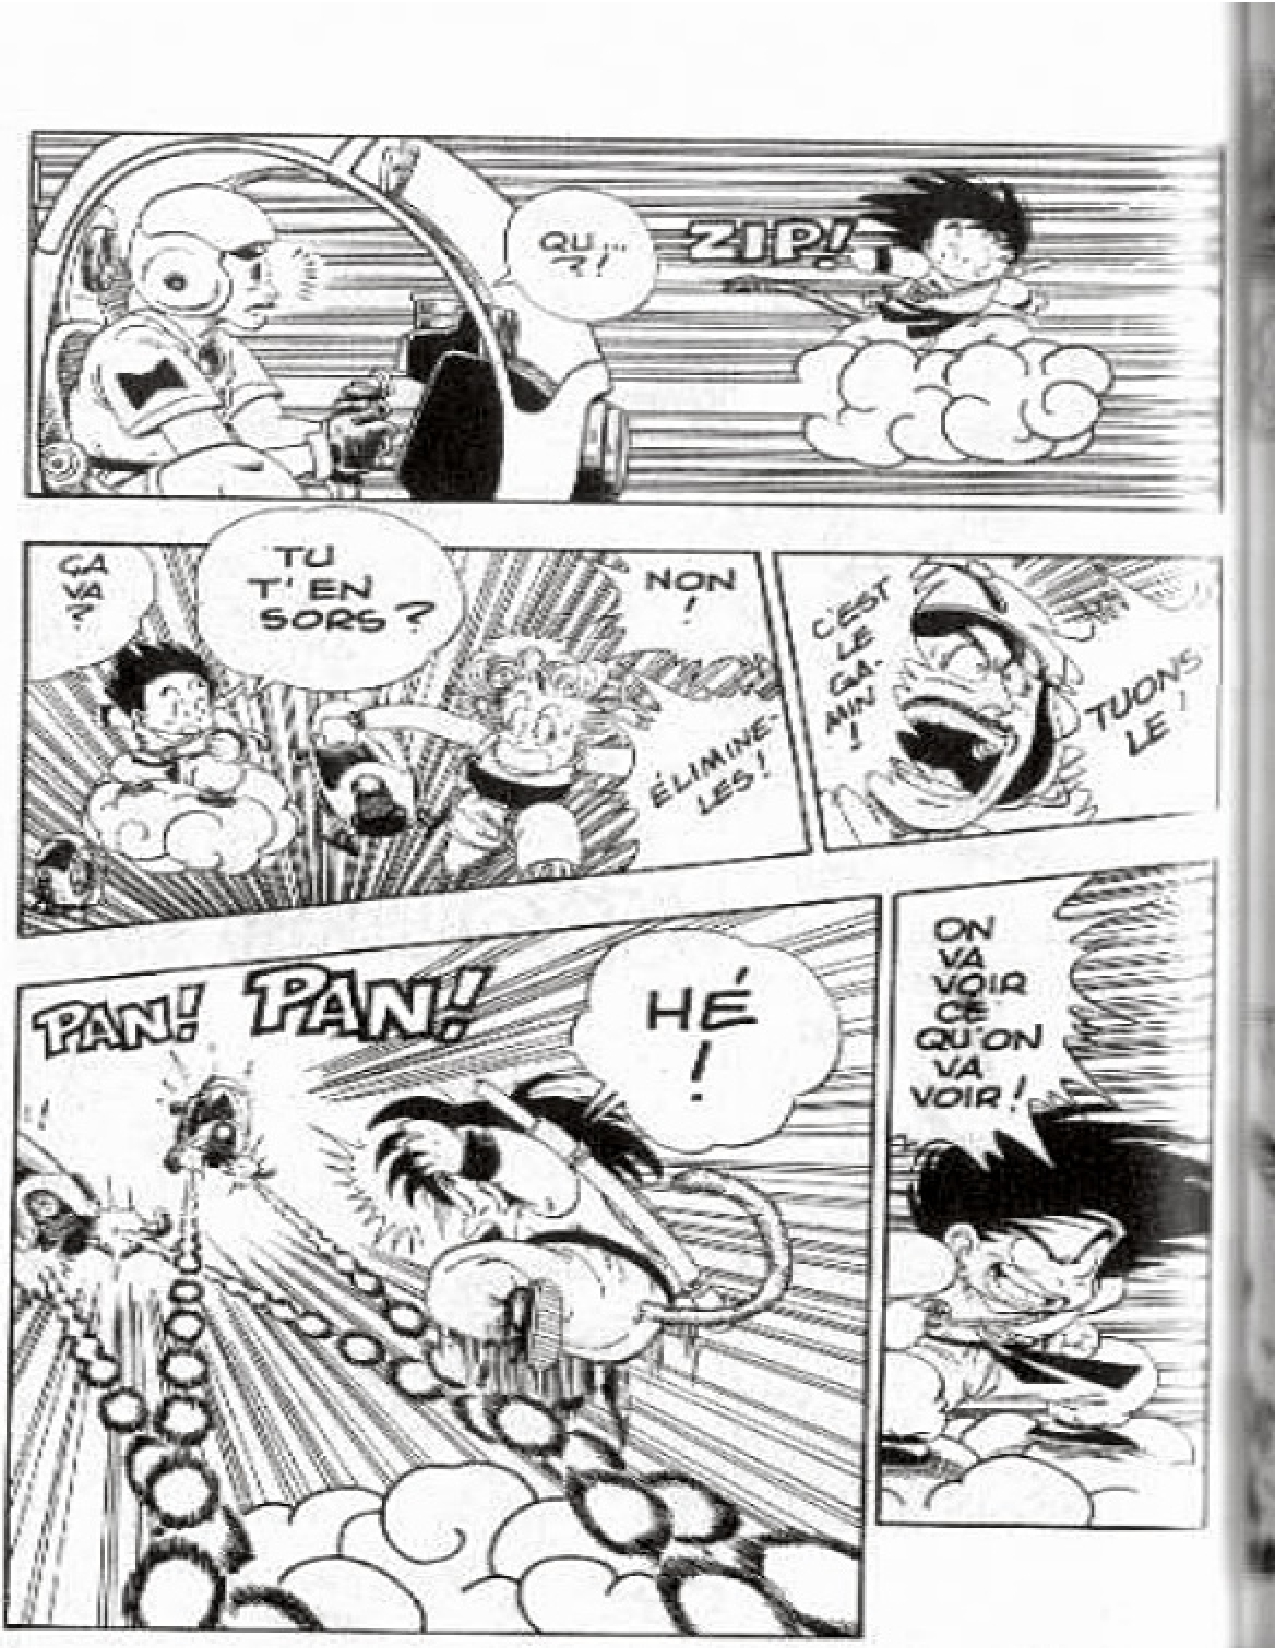 QU...
?!
ZIP!
ÇA
VA
?
TU
T'EN
SORS?
NON
!
ÉLIMINE-
LES!
C'EST
LE
GA-
MIN
!
TUONS
LE!
PAN! PAN!
HÉ
!
ON
VA
VOIR
CE
QU'ON
VA
VOIR!